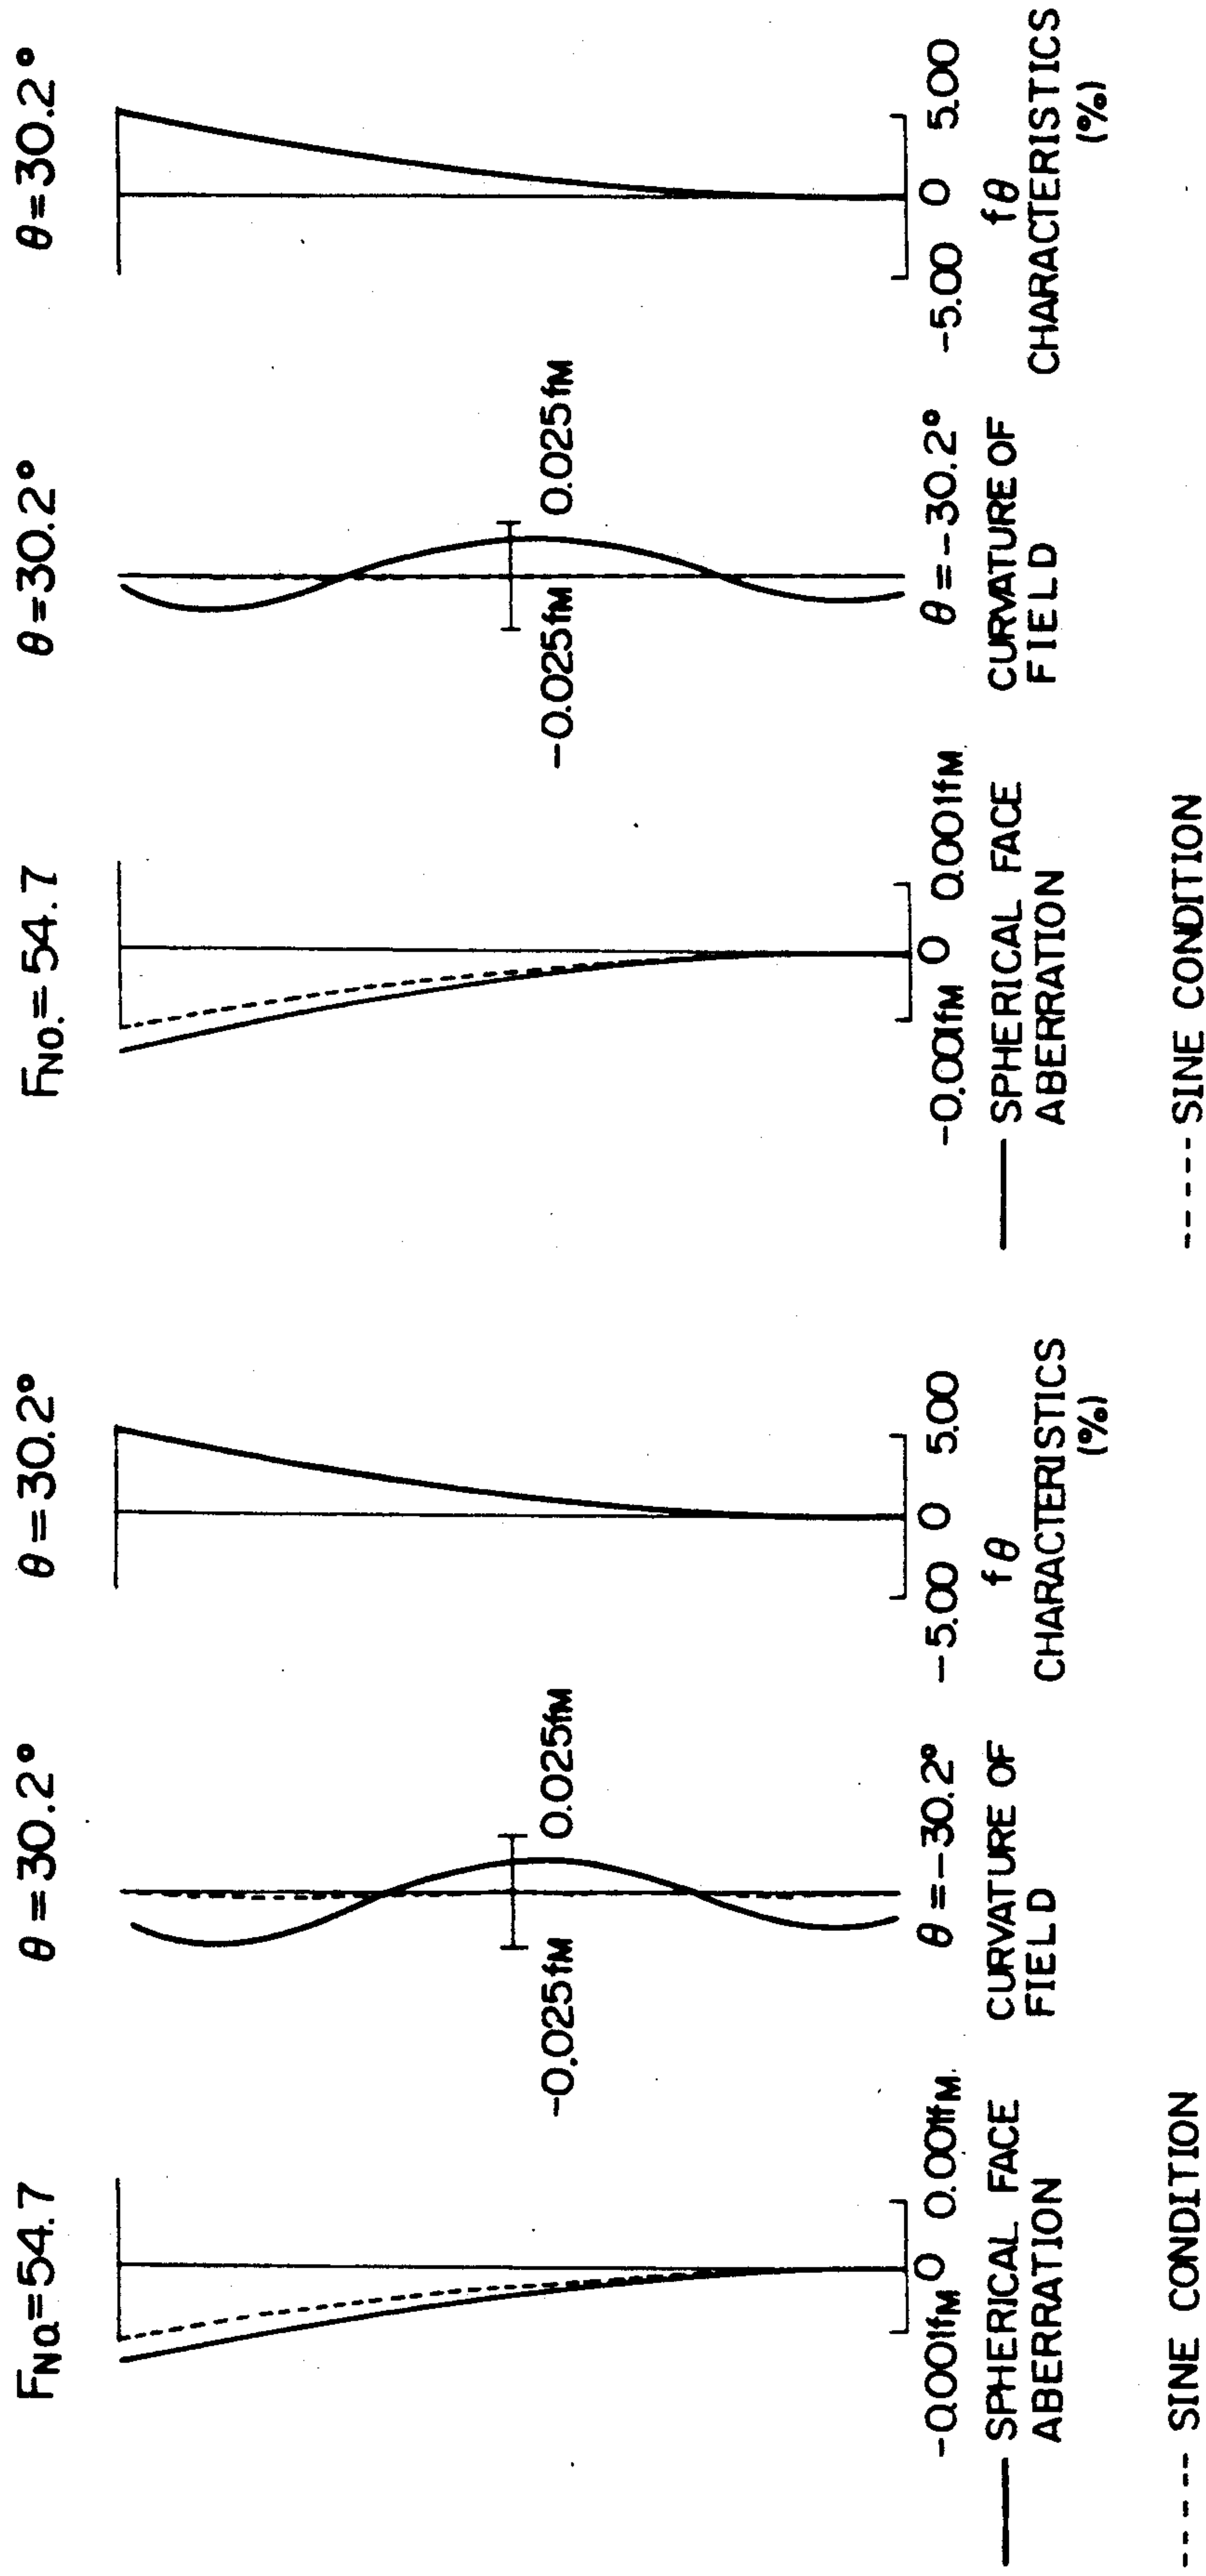 FNo.=54.7
-0.001fM 0 0.001fM
SPHERICAL FACE
ABERRATION
SINE CONDITION
θ=30.2°
-0.025fM 0.025fM
θ=-30.2°
CURVATURE OF
FIELD
θ=30.2°
-5.00 0 5.00
fθ
CHARACTERISTICS
(%)
FNo.=54.7
-0.001fM 0 0.001fM
SPHERICAL FACE
ABERRATION
SINE CONDITION
θ=30.2°
-0.025fM 0.025fM
θ=-30.2°
CURVATURE OF
FIELD
θ=30.2°
-5.00 0 5.00
fθ
CHARACTERISTICS
(%)